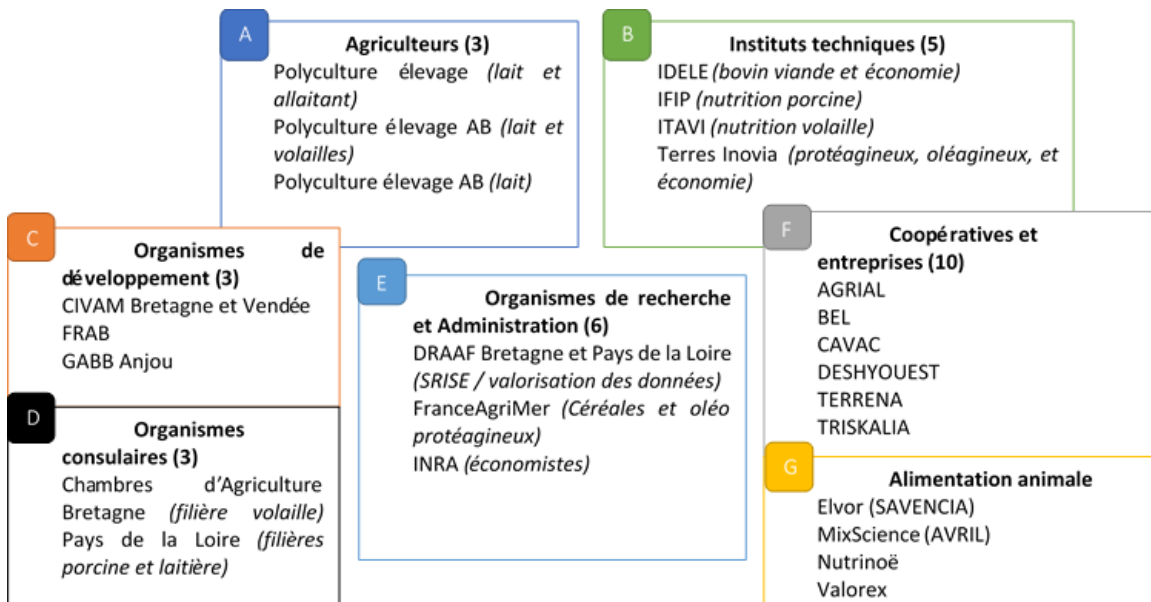 A
Agriculteurs (3)
Polyculture élevage (lait et
allaitant)
Polyculture élevage AB (lait et
volailles)
Polyculture élevage AB (lait)
B
Instituts techniques (5)
IDELE (bovin viande et économie)
IFIP (nutrition porcine)
ITAVI (nutrition volaille)
Terres Inovia (protéagineux, oléagineux, et
économie)
C
Organismes de
développement (3)
CIVAM Bretagne et Vendée
FRAB
GABB Anjou
D
Organismes
consulaires (3)
Chambres d'Agriculture
Bretagne (filière volaille)
Pays de la Loire (filières
porcine et laitière)
E
Organismes de recherche
et Administration (6)
DRAAF Bretagne et Pays de la Loire
(SRISE / valorisation des données)
FranceAgriMer (Céréales et oléo
protéagineux)
INRA (économistes)
F
Coopératives et
entreprises (10)
AGRIAL
BEL
CAVAC
DESHYOUEST
TERRENA
TRISKALIA
G
Alimentation animale
Elvor (SAVENCIA)
MixScience (AVRIL)
Nutrinoë
Valorex